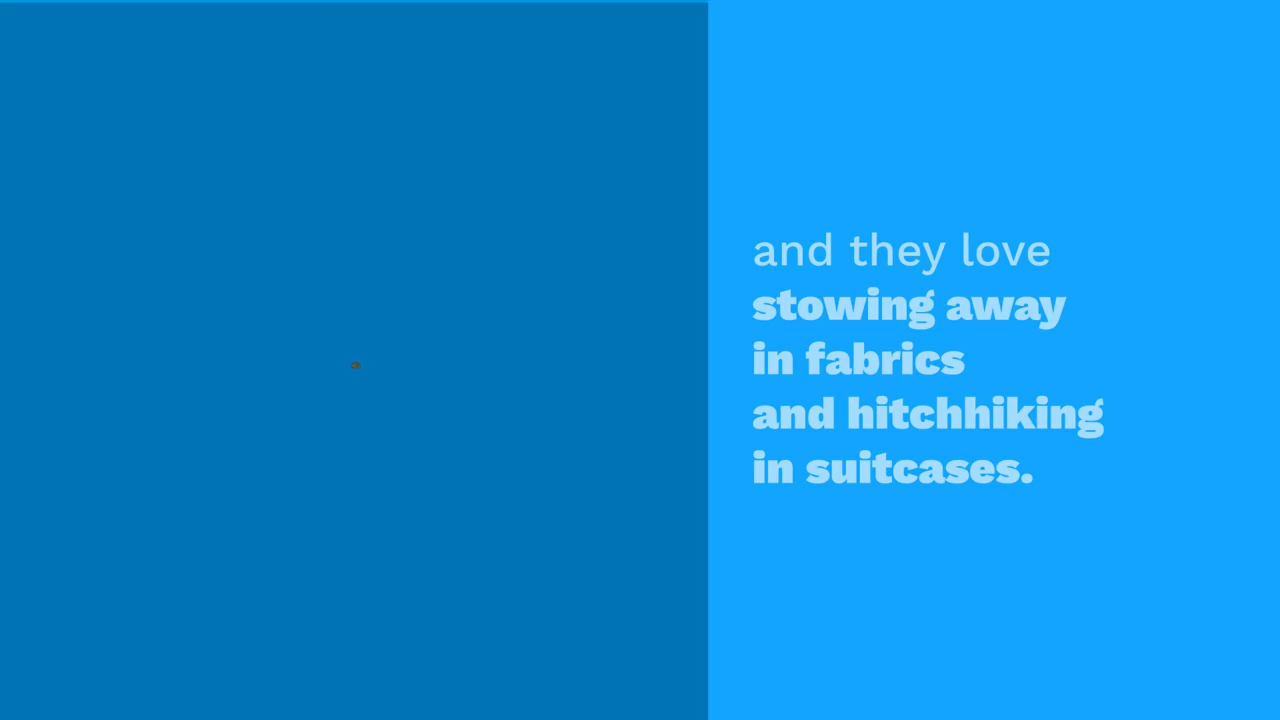 and they love
stowing away
in fabrics
and hitchhiking
in suitcases.